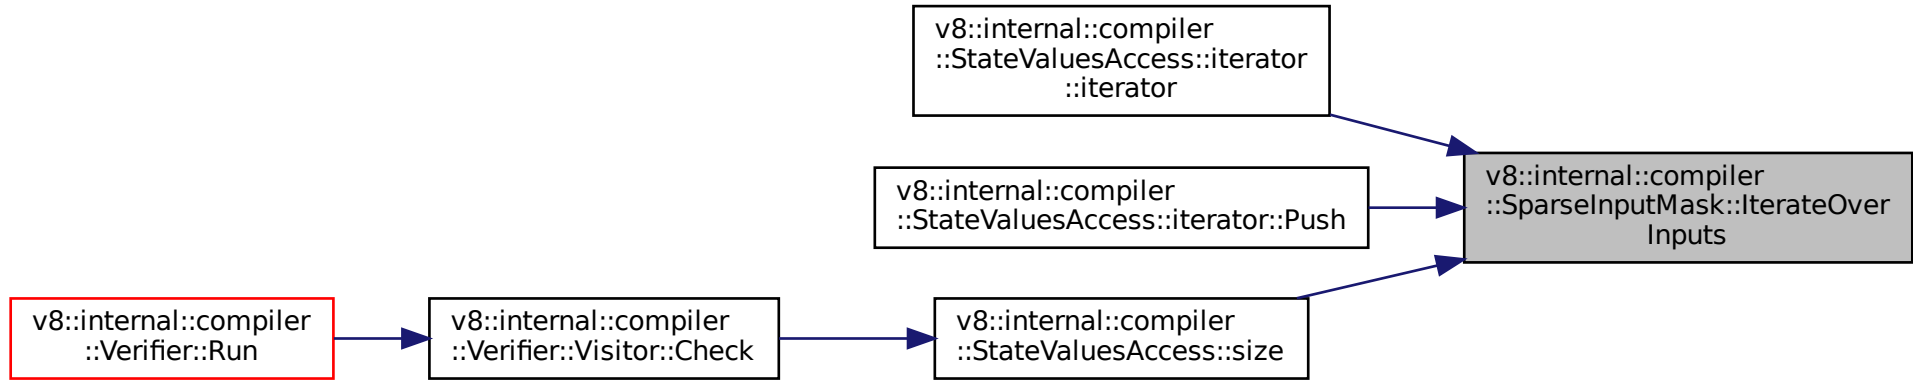 v8::internal::compiler
::StateValuesAccess::iterator
::iterator
v8::internal::compiler
::SparseInputMask::IterateOver
Inputs
v8::internal::compiler
::StateValuesAccess::iterator::Push
v8::internal::compiler
::Verifier::Run
v8::internal::compiler
::Verifier::Visitor::Check
v8::internal::compiler
::StateValuesAccess::size